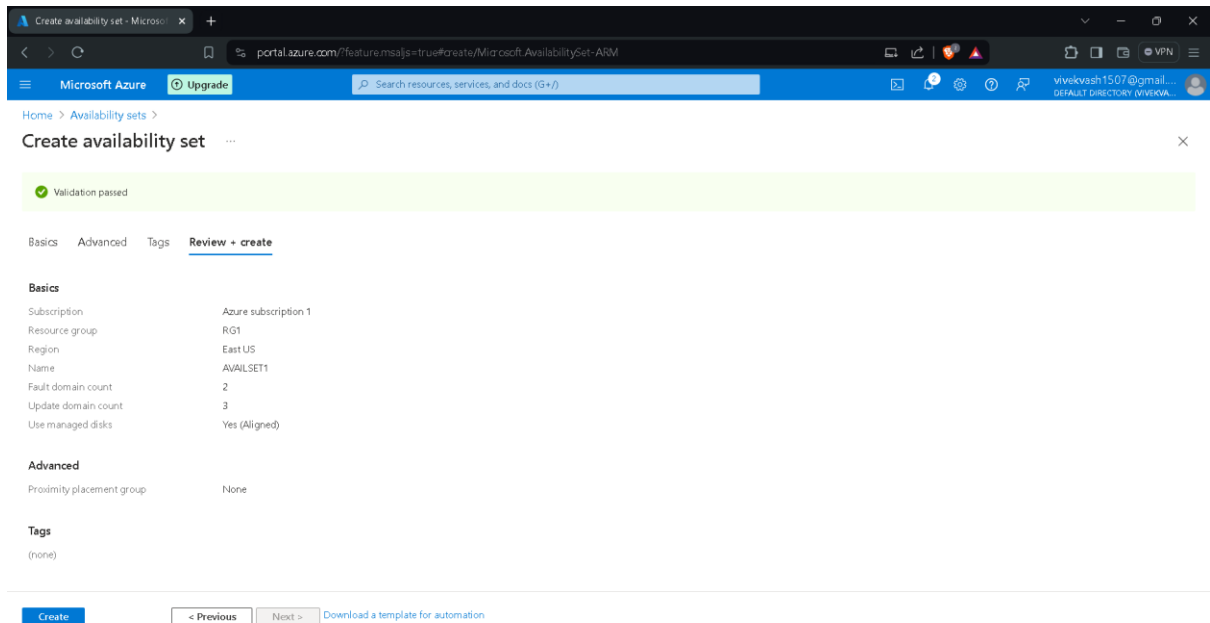 Create availability set - Microso
portal.azure.com/?feature.msaljs=true#create/Microsoft.AvailabilitySet-ARM
VPN
Microsoft Azure
Upgrade
Search resources, services, and docs (G+/)
2
vivekvash1507@gmail....
DEFAULT DIRECTORY (VIVEKVA...
Home > Availability sets >
Create availability set ...
Validation passed
Basics Advanced Tags Review + create
Basics
Subscription Azure subscription 1
Resource group RG1
Region East US
Name AVAILSET1
Fault domain count 2
Update domain count 3
Use managed disks Yes (Aligned)
Advanced
Proximity placement group None
Tags
(none)
Create < Previous Next > Download a template for automation